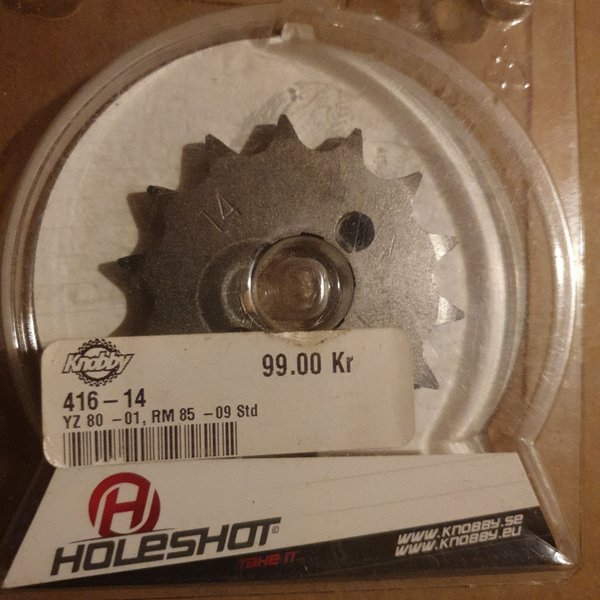 14
Knobby
99.00 Kr
416-14
YZ 80 -01, RM 85 -09 Std
H
HOLESHOT
TAKE IT...
www.knobby.se
www.knobby.eu